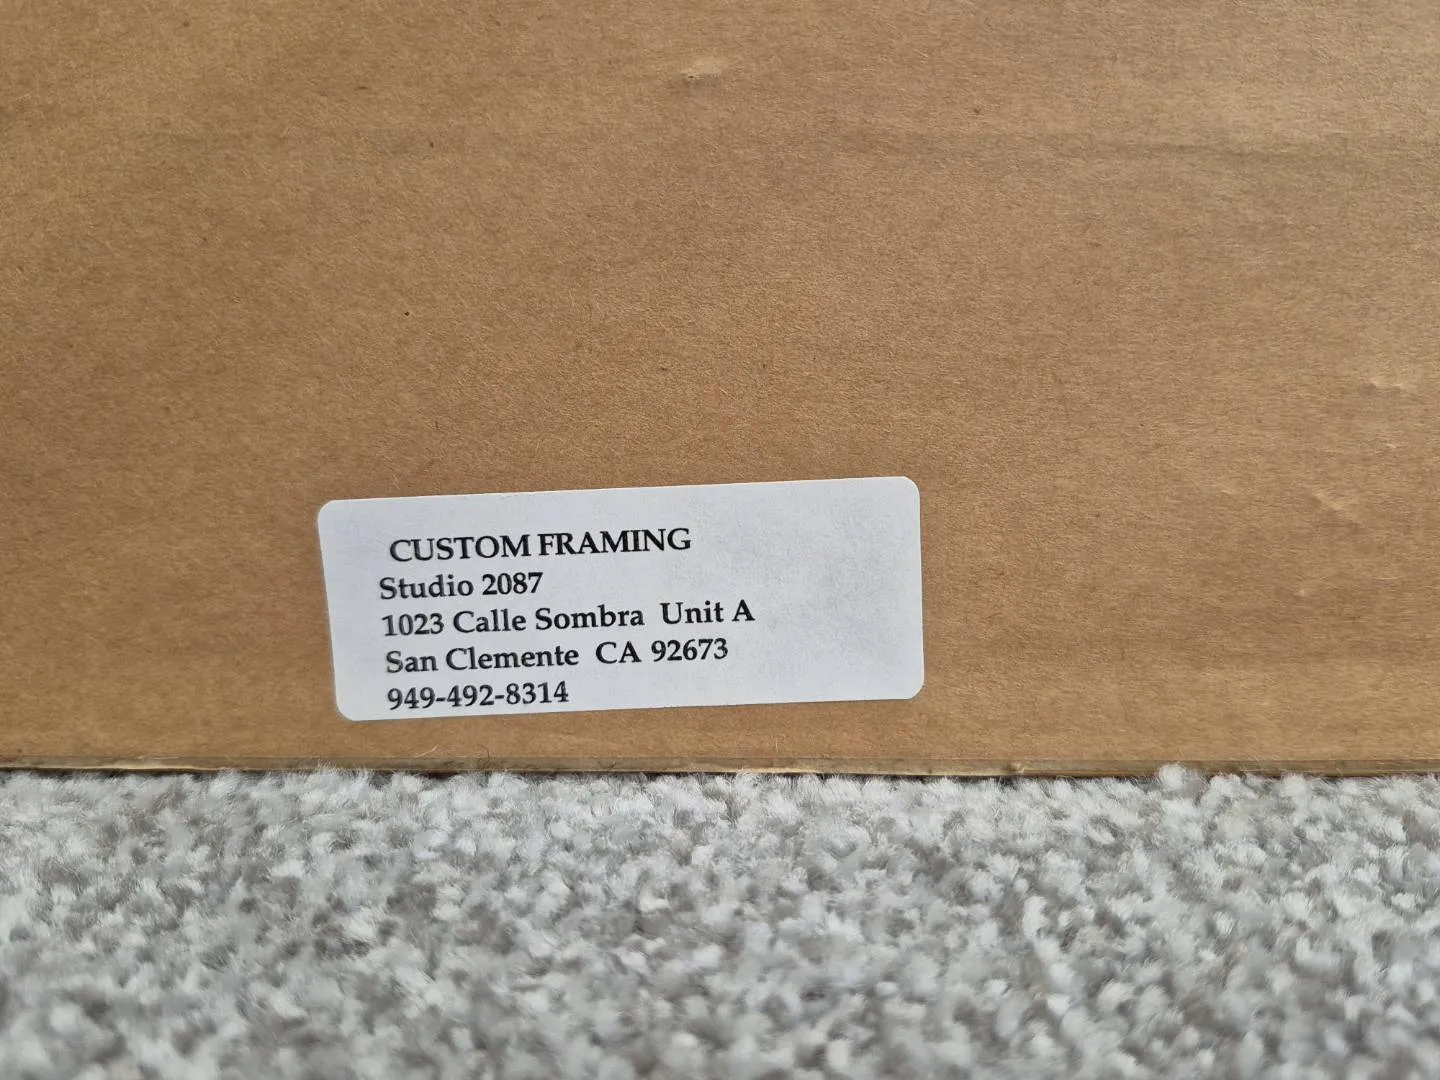 CUSTOM FRAMING
Studio 2087
1023 Calle Sombra Unit A
San Clemente CA 92673
949-492-8314